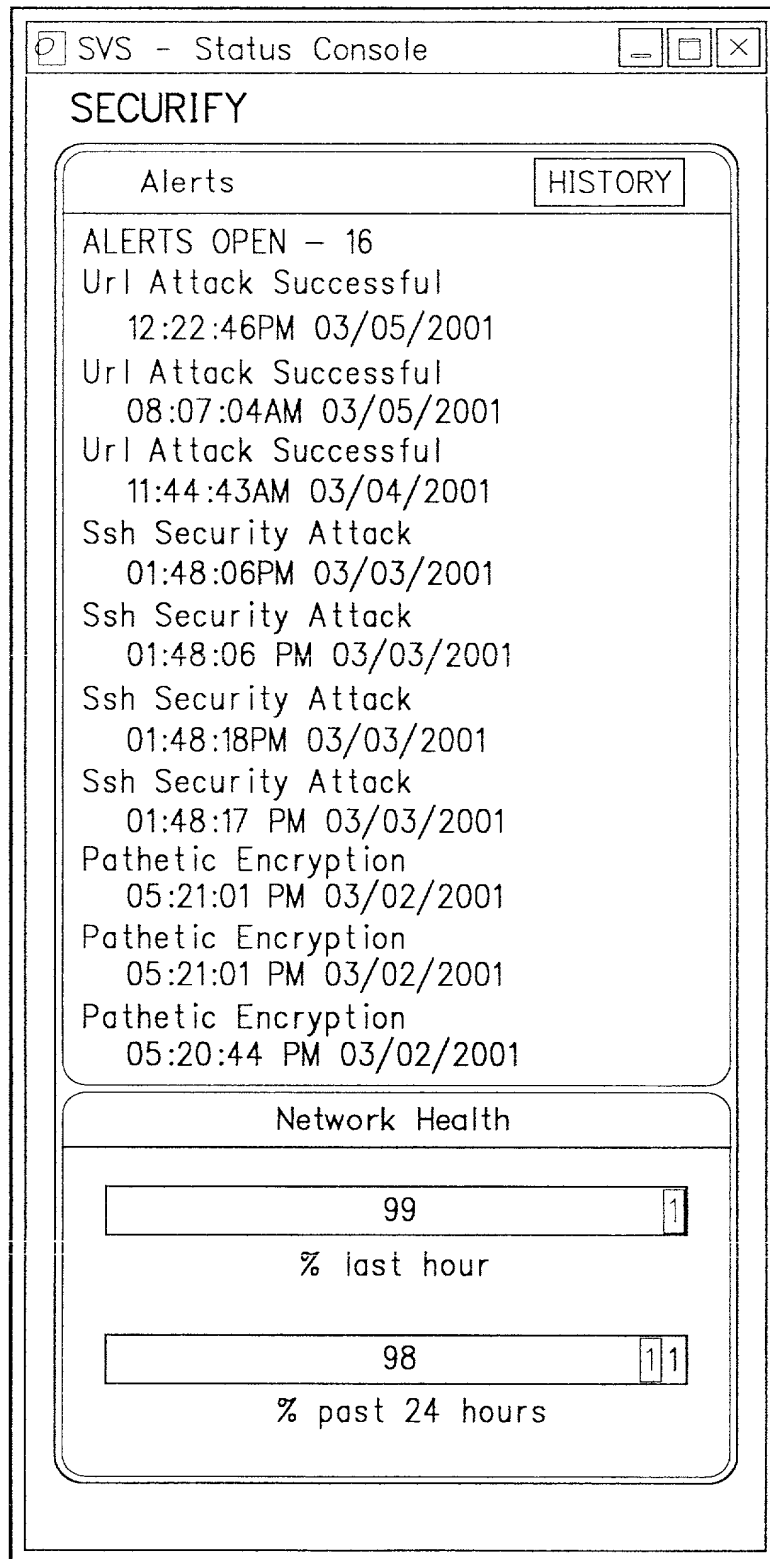 SVS - Status Console
SECURIFY
Alerts HISTORY
ALERTS OPEN - 16
Url Attack Successful
12:22:46PM 03/05/2001
Url Attack Successful
08:07:04AM 03/05/2001
Url Attack Successful
11:44:43AM 03/04/2001
Ssh Security Attack
01:48:06PM 03/03/2001
Ssh Security Attack
01:48:06 PM 03/03/2001
Ssh Security Attack
01:48:18PM 03/03/2001
Ssh Security Attack
01:48:17 PM 03/03/2001
Pathetic Encryption
05:21:01 PM 03/02/2001
Pathetic Encryption
05:21:01 PM 03/02/2001
Pathetic Encryption
05:20:44 PM 03/02/2001
Network Health
99 1
% last hour
98 1 1
% past 24 hours